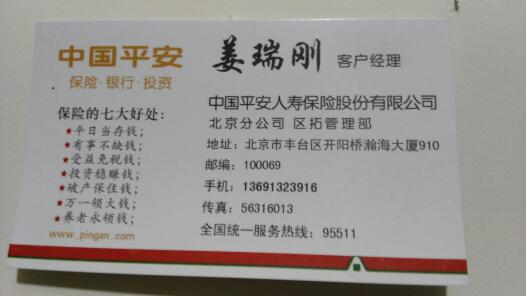 中国平安
保险·银行·投资
姜瑞刚 客户经理
保险的七大好处:
★平日当存钱;
★有事不缺钱;
★受益免税钱;
★投资稳赚钱;
★破产保住钱;
★万一领大钱;
★养老永领钱;
www.pingan.com
中国平安人寿保险股份有限公司
北京分公司 区拓管理部
地址: 北京市丰台区开阳桥瀚海大厦910
邮编: 100069
手机: 13691323916
传真: 56316013
全国统一服务热线: 95511